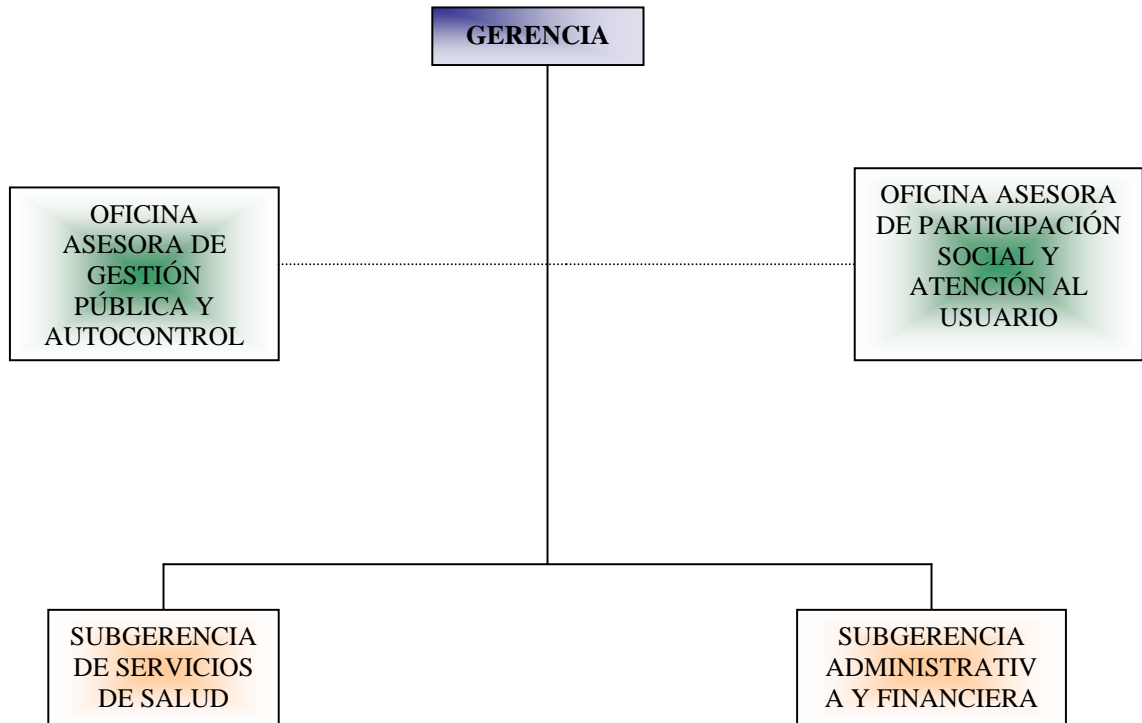 GERENCIA
OFICINA
ASESORA DE
GESTIÓN
PÚBLICA Y
AUTOCONTROL
OFICINA ASESORA
DE PARTICIPACIÓN
SOCIAL Y
ATENCIÓN AL
USUARIO
SUBGERENCIA
DE SERVICIOS
DE SALUD
SUBGERENCIA
ADMINISTRATIV
A Y FINANCIERA